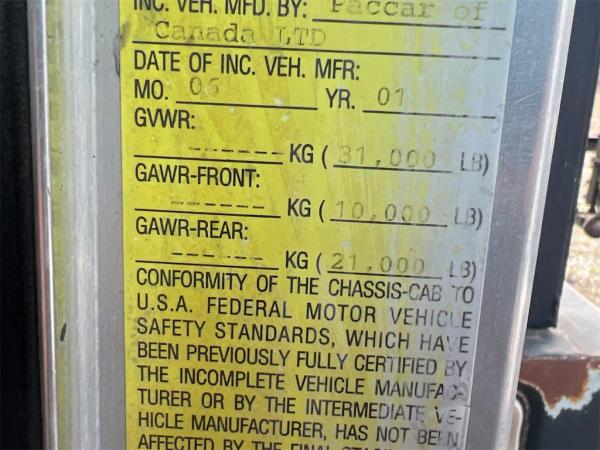 INC. VEH. MFD. BY: Paccar of
Canada LTD
DATE OF INC. VEH. MFR:
MO. 06 YR. 01
GVWR:
------ KG ( 31,000 LB)
GAWR-FRONT:
------ KG ( 10,000 LB)
GAWR-REAR:
------ KG ( 21,000 LB)
CONFORMITY OF THE CHASSIS-CAB TO
U.S.A. FEDERAL MOTOR VEHICLE
SAFETY STANDARDS, WHICH HAVE
BEEN PREVIOUSLY FULLY CERTIFIED BY
THE INCOMPLETE VEHICLE MANUFAC-
TURER OR BY THE INTERMEDIATE VE-
HICLE MANUFACTURER, HAS NOT BEEN
AFFECTED BY THE FINAL